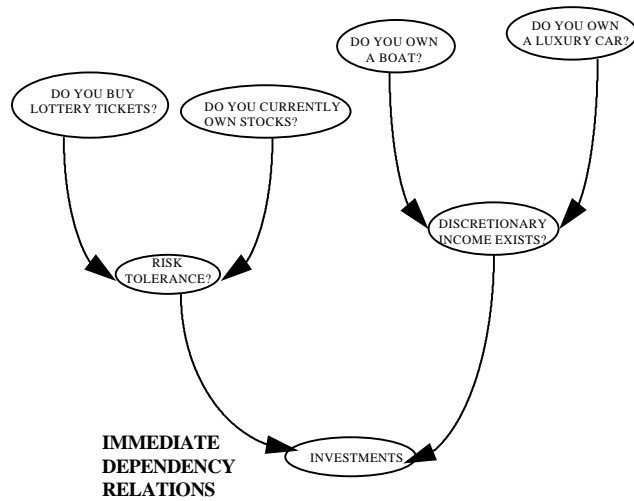 DO YOU OWN
A BOAT?
DO YOU OWN
A LUXURY CAR?
DO YOU BUY
LOTTERY TICKETS?
DO YOU CURRENTLY
OWN STOCKS?
DISCRETIONARY
INCOME EXISTS?
RISK
TOLERANCE?
INVESTMENTS
IMMEDIATE
DEPENDENCY
RELATIONS